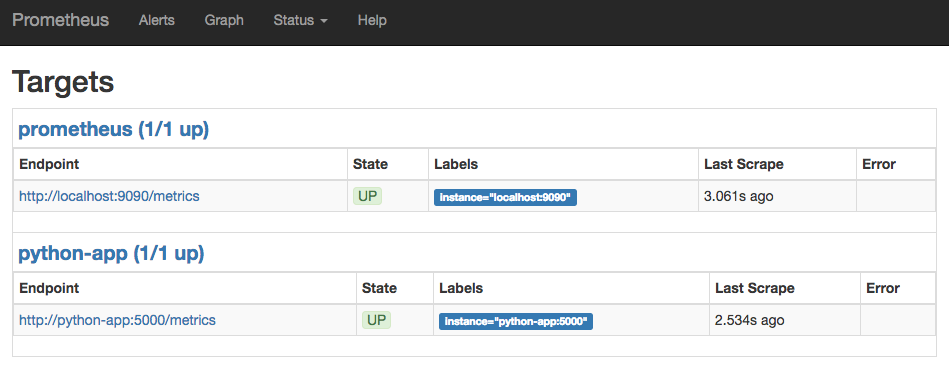 Prometheus Alerts Graph Status Help
Targets
prometheus (1/1 up)
Endpoint State Labels Last Scrape Error
http://localhost:9090/metrics UP instance="localhost:9090" 3.061s ago
python-app (1/1 up)
Endpoint State Labels Last Scrape Error
http://python-app:5000/metrics UP instance="python-app:5000" 2.534s ago